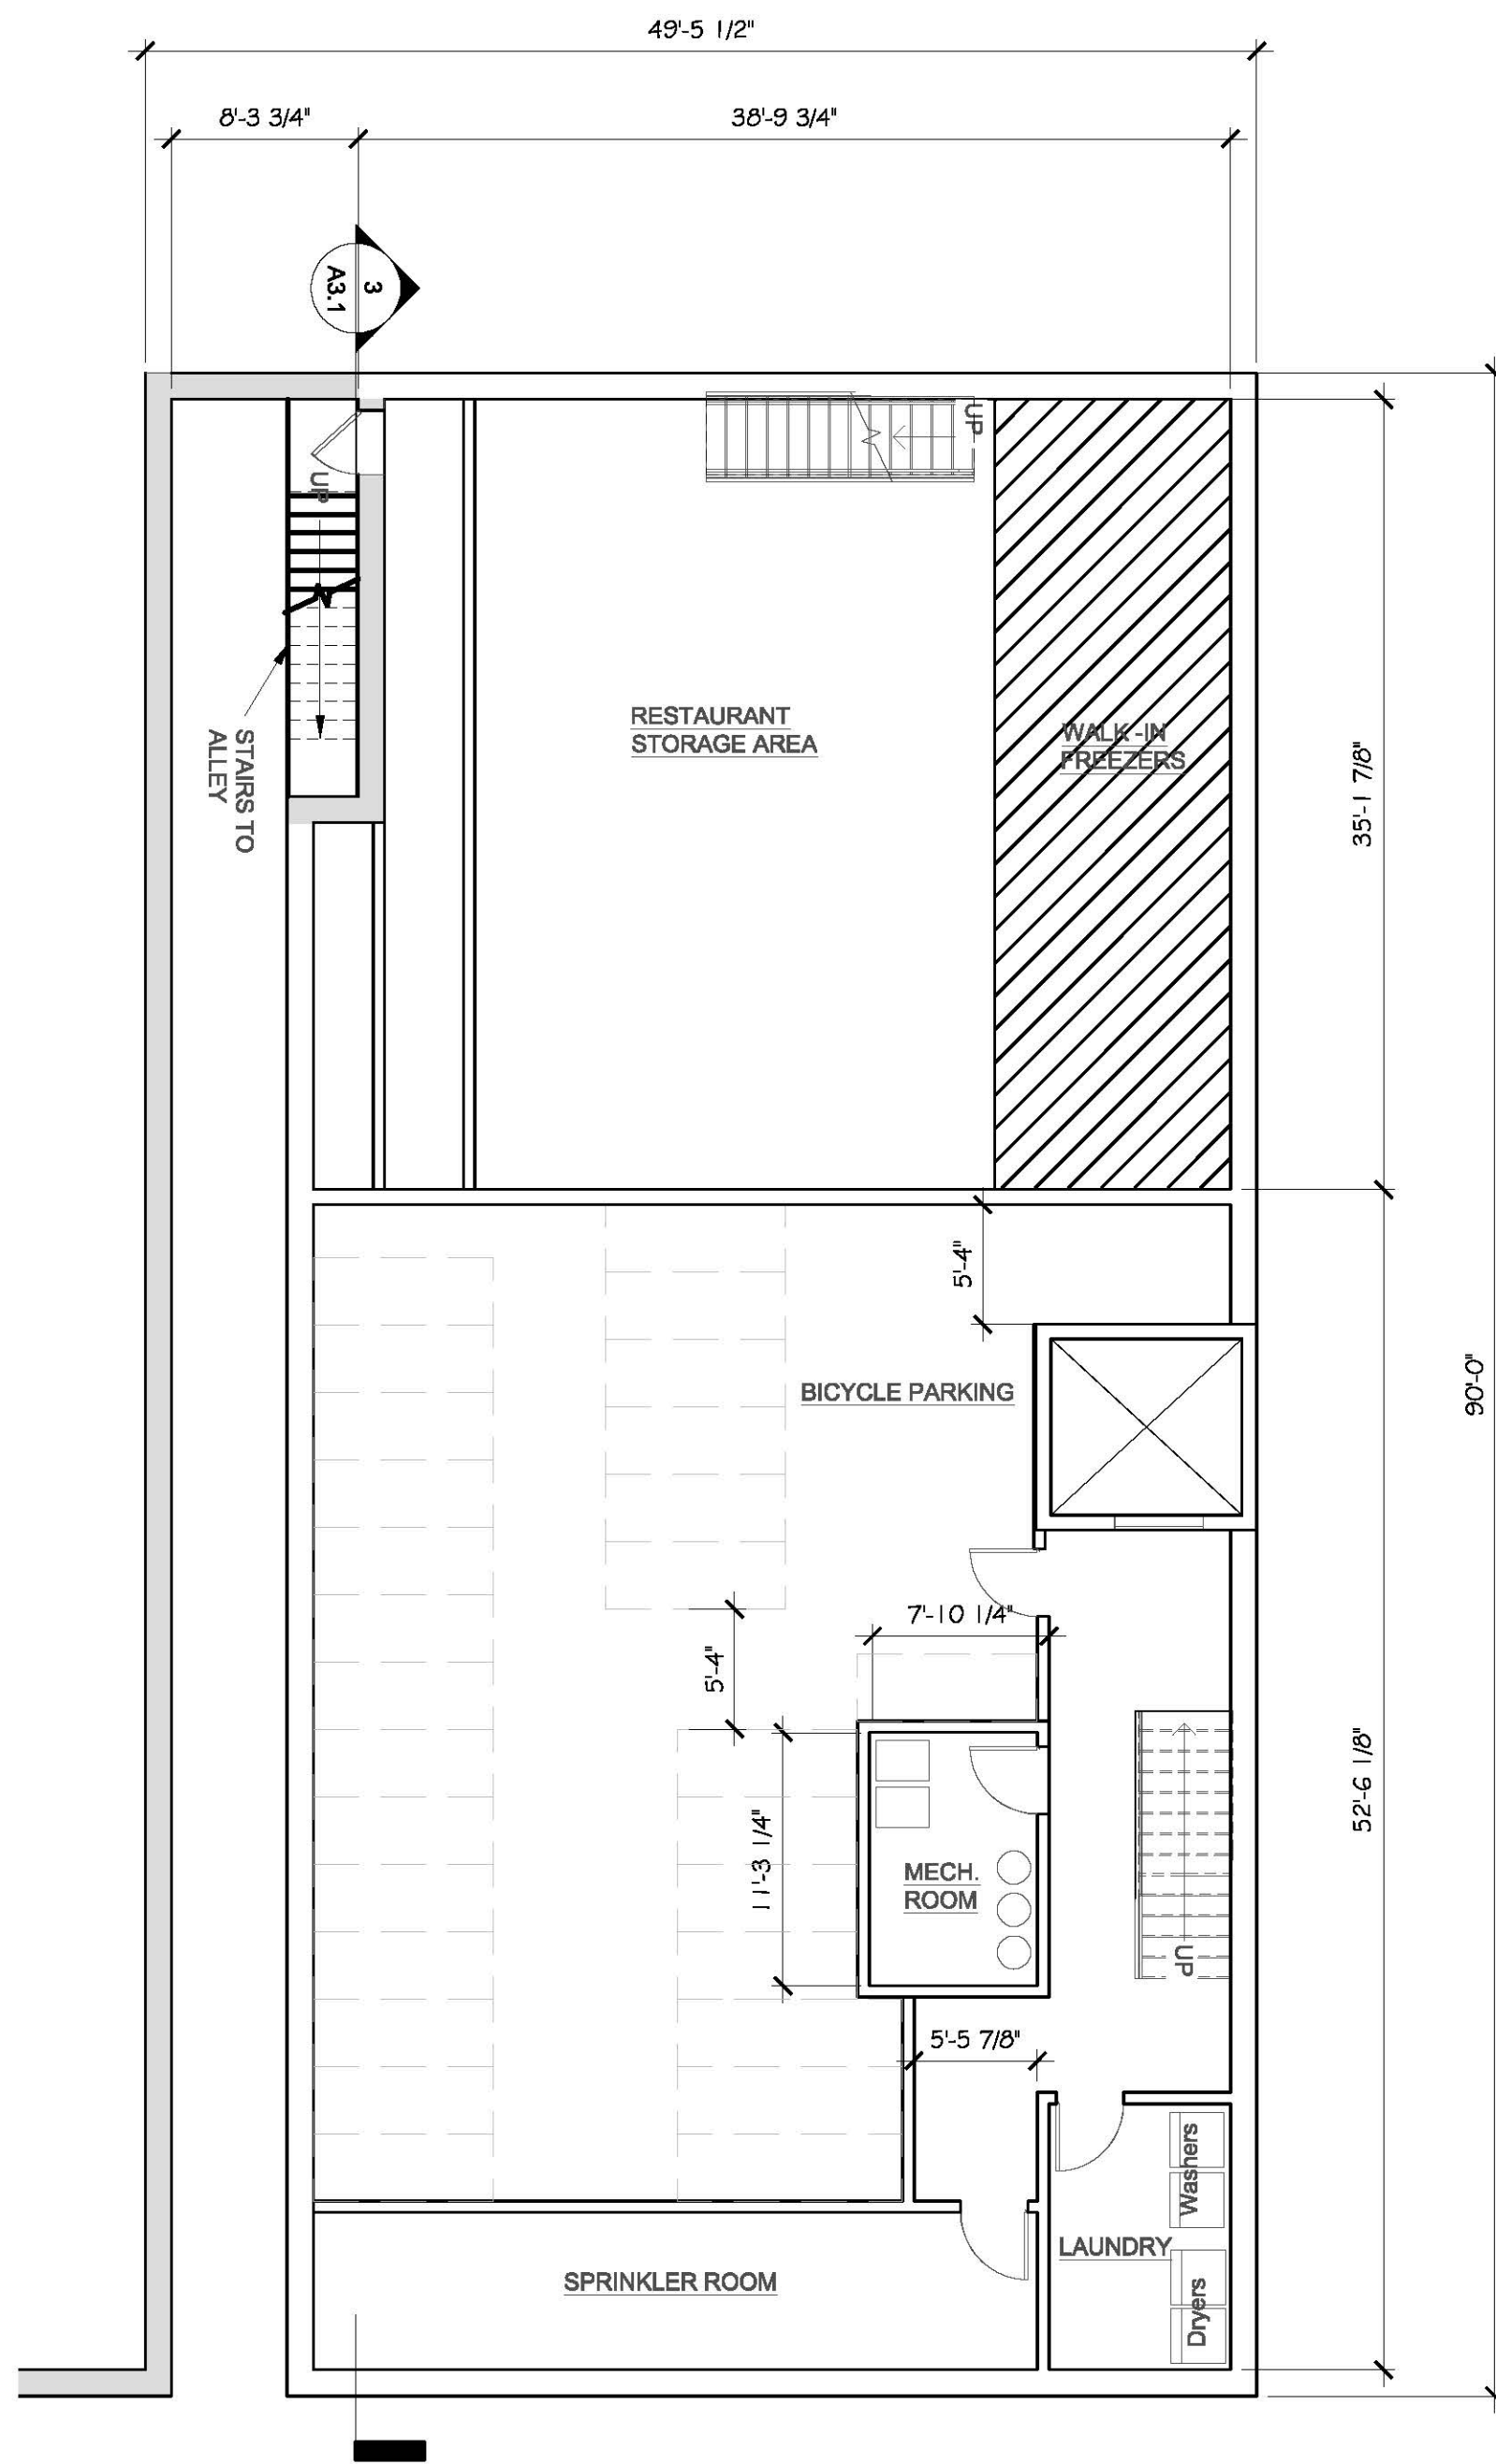 49'-5 1/2"
8'-3 3/4"
38'-9 3/4"
3
A3.1
UP
UP
RESTAURANT
STORAGE AREA
WALK-IN
FREEZERS
STAIRS TO
ALLEY
35'-1 7/8"
5'-4"
BICYCLE PARKING
90'-0"
7'-10 1/4"
5'-4"
11'-3 1/4"
MECH.
ROOM
52'-6 1/8"
UP
5'-5 7/8"
Washers
LAUNDRY
SPRINKLER ROOM
Dryers